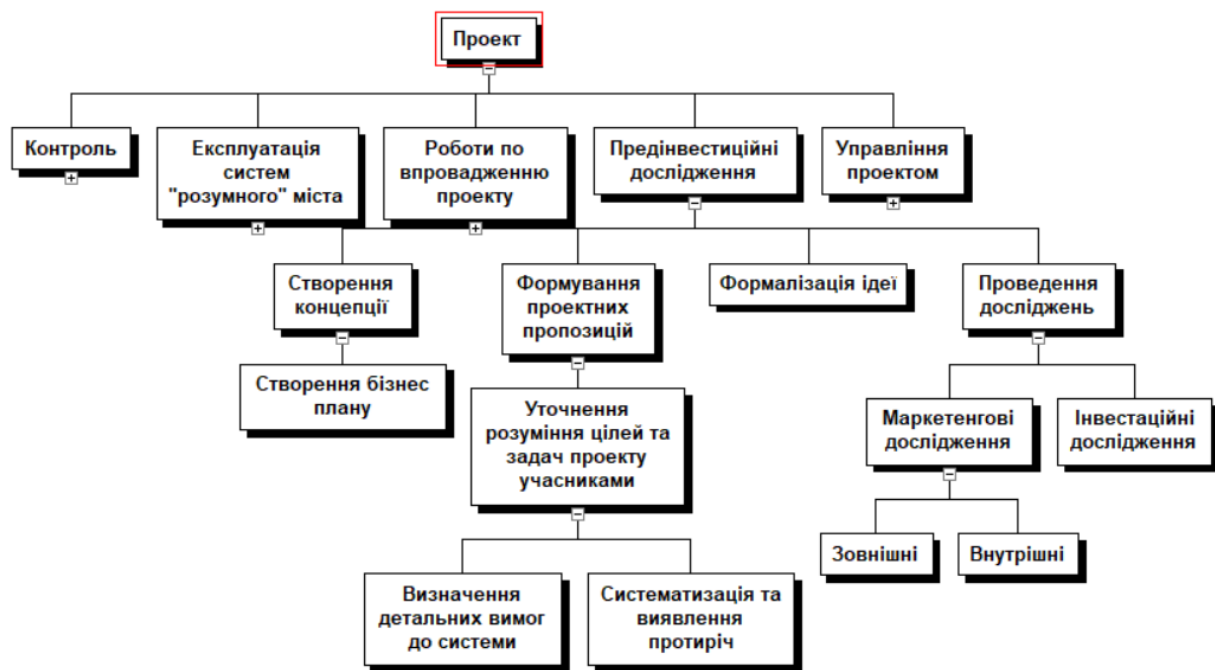 Проект
Контроль
Експлуатація
систем
"розумного" міста
Роботи по
впровадженню
проекту
Предінвестиційні
дослідження
Управління
проектом
Створення
концепції
Формування
проектних
пропозицій
Формалізація ідеї
Проведення
досліджень
Створення бізнес
плану
Уточнення
розуміння цілей та
задач проекту
учасниками
Маркетенгові
дослідження
Інвестаційні
дослідження
Зовнішні
Внутрішні
Визначення
детальних вимог
до системи
Систематизація та
виявлення
протиріч